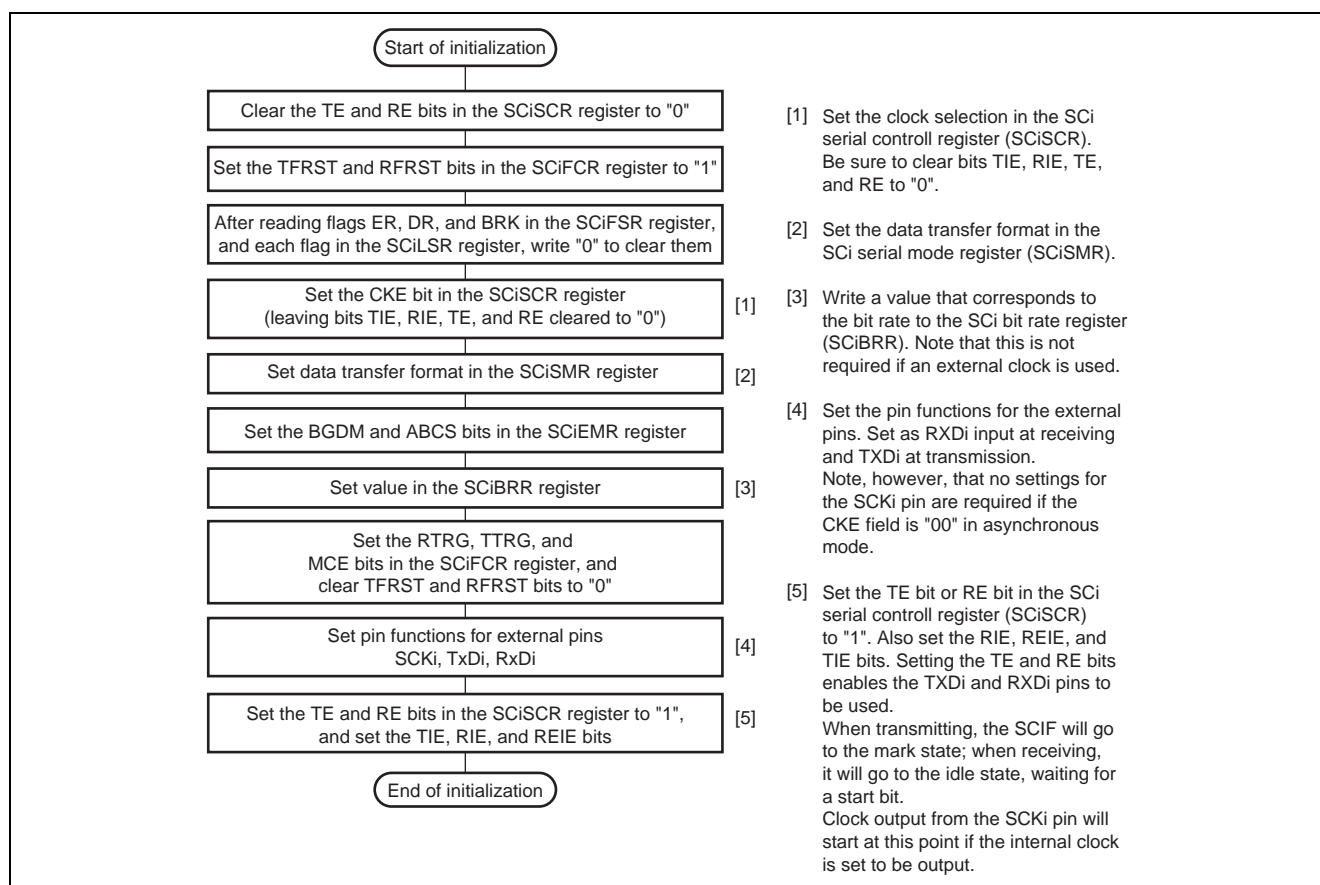 Start of initialization
Clear the TE and RE bits in the SCiSCR register to "0"
Set the TFRST and RFRST bits in the SCiFCR register to "1"
After reading flags ER, DR, and BRK in the SCiFSR register,
and each flag in the SCiLSR register, write "0" to clear them
Set the CKE bit in the SCiSCR register
(leaving bits TIE, RIE, TE, and RE cleared to "0")
[1]
Set data transfer format in the SCiSMR register
[2]
Set the BGDM and ABCS bits in the SCiEMR register
Set value in the SCiBRR register
[3]
Set the RTRG, TTRG, and
MCE bits in the SCiFCR register, and
clear TFRST and RFRST bits to "0"
Set pin functions for external pins
SCKi, TxDi, RxDi
[4]
Set the TE and RE bits in the SCiSCR register to "1",
and set the TIE, RIE, and REIE bits
[5]
End of initialization
[1] Set the clock selection in the SCi
serial controll register (SCiSCR).
Be sure to clear bits TIE, RIE, TE,
and RE to "0".
[2] Set the data transfer format in the
SCi serial mode register (SCiSMR).
[3] Write a value that corresponds to
the bit rate to the SCi bit rate register
(SCiBRR). Note that this is not
required if an external clock is used.
[4] Set the pin functions for the external
pins. Set as RXDi input at receiving
and TXDi at transmission.
Note, however, that no settings for
the SCKi pin are required if the
CKE field is "00" in asynchronous
mode.
[5] Set the TE bit or RE bit in the SCi
serial controll register (SCiSCR)
to "1". Also set the RIE, REIE, and
TIE bits. Setting the TE and RE bits
enables the TXDi and RXDi pins to
be used.
When transmitting, the SCIF will go
to the mark state; when receiving,
it will go to the idle state, waiting for
a start bit.
Clock output from the SCKi pin will
start at this point if the internal clock
is set to be output.